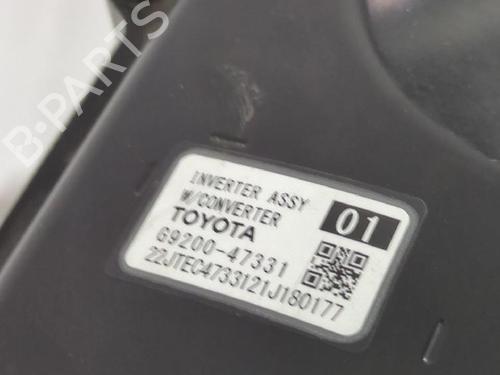 B-PARTS
INVERTER ASSY
W/CONVERTER
TOYOTA
01
G9200-47331
22JTEC4733121J180177